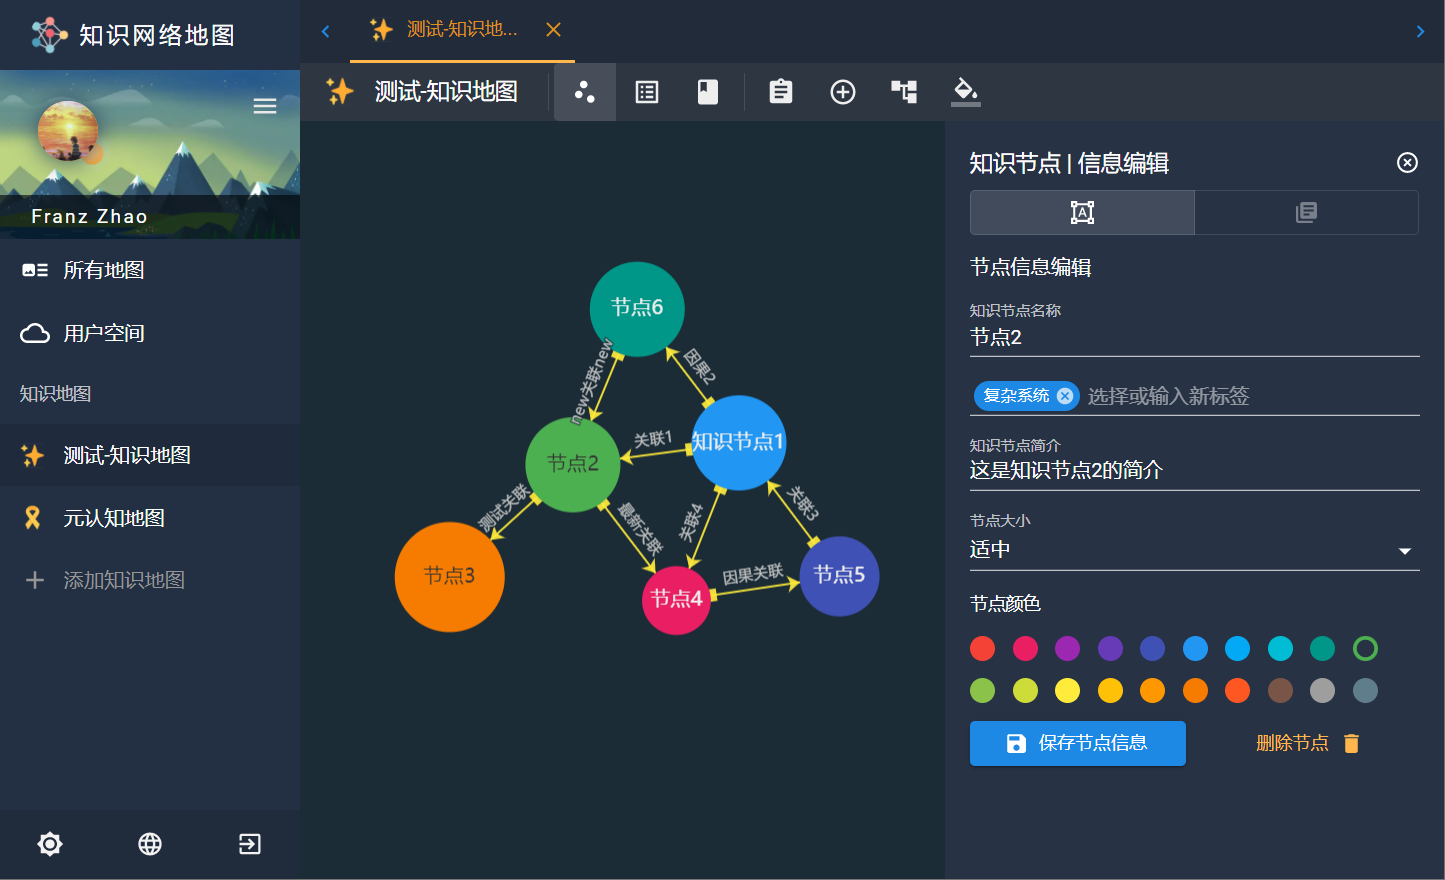 知识网络地图
测试-知识地...
测试-知识地图
Franz Zhao
所有地图
用户空间
知识地图
测试-知识地图
元认知地图
添加知识地图
节点6
new关联new
因果2
关联1
知识节点1
节点2
测试关联
最新关联
关联4
关联3
节点3
节点4
因果关联
节点5
知识节点 | 信息编辑
A
节点信息编辑
知识节点名称
节点2
复杂系统 选择或输入新标签
知识节点简介
这是知识节点2的简介
节点大小
适中
节点颜色
保存节点信息 删除节点